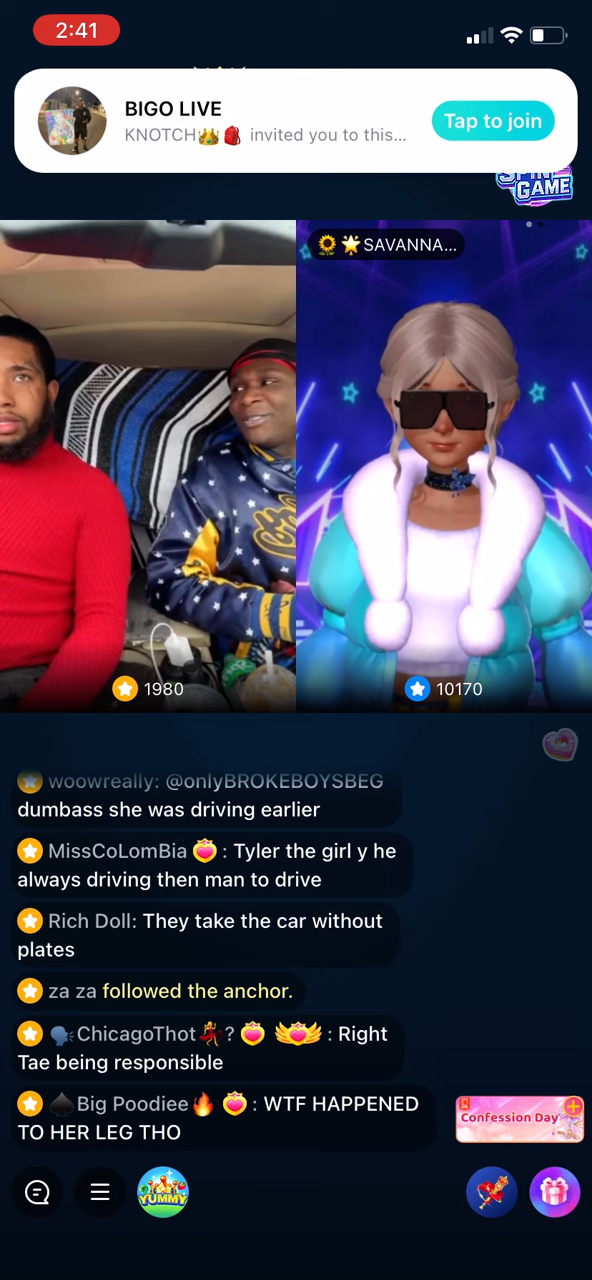 2:41
BIGO LIVE
KNOTCH👑🎒 invited you to this...
Tap to join
SPIN
GAME
🌻🌟SAVANNA...
1980
10170
woowreally: @onlyBROKEBOYSBEG
dumbass she was driving earlier
MissCoLomBia : Tyler the girl y he
always driving then man to drive
Rich Doll: They take the car without
plates
za za followed the anchor.
🗣️ChicagoThot💃? : Right
Tae being responsible
♠️Big Poodiee🔥 : WTF HAPPENED
TO HER LEG THO
Confession Day
YUMMY